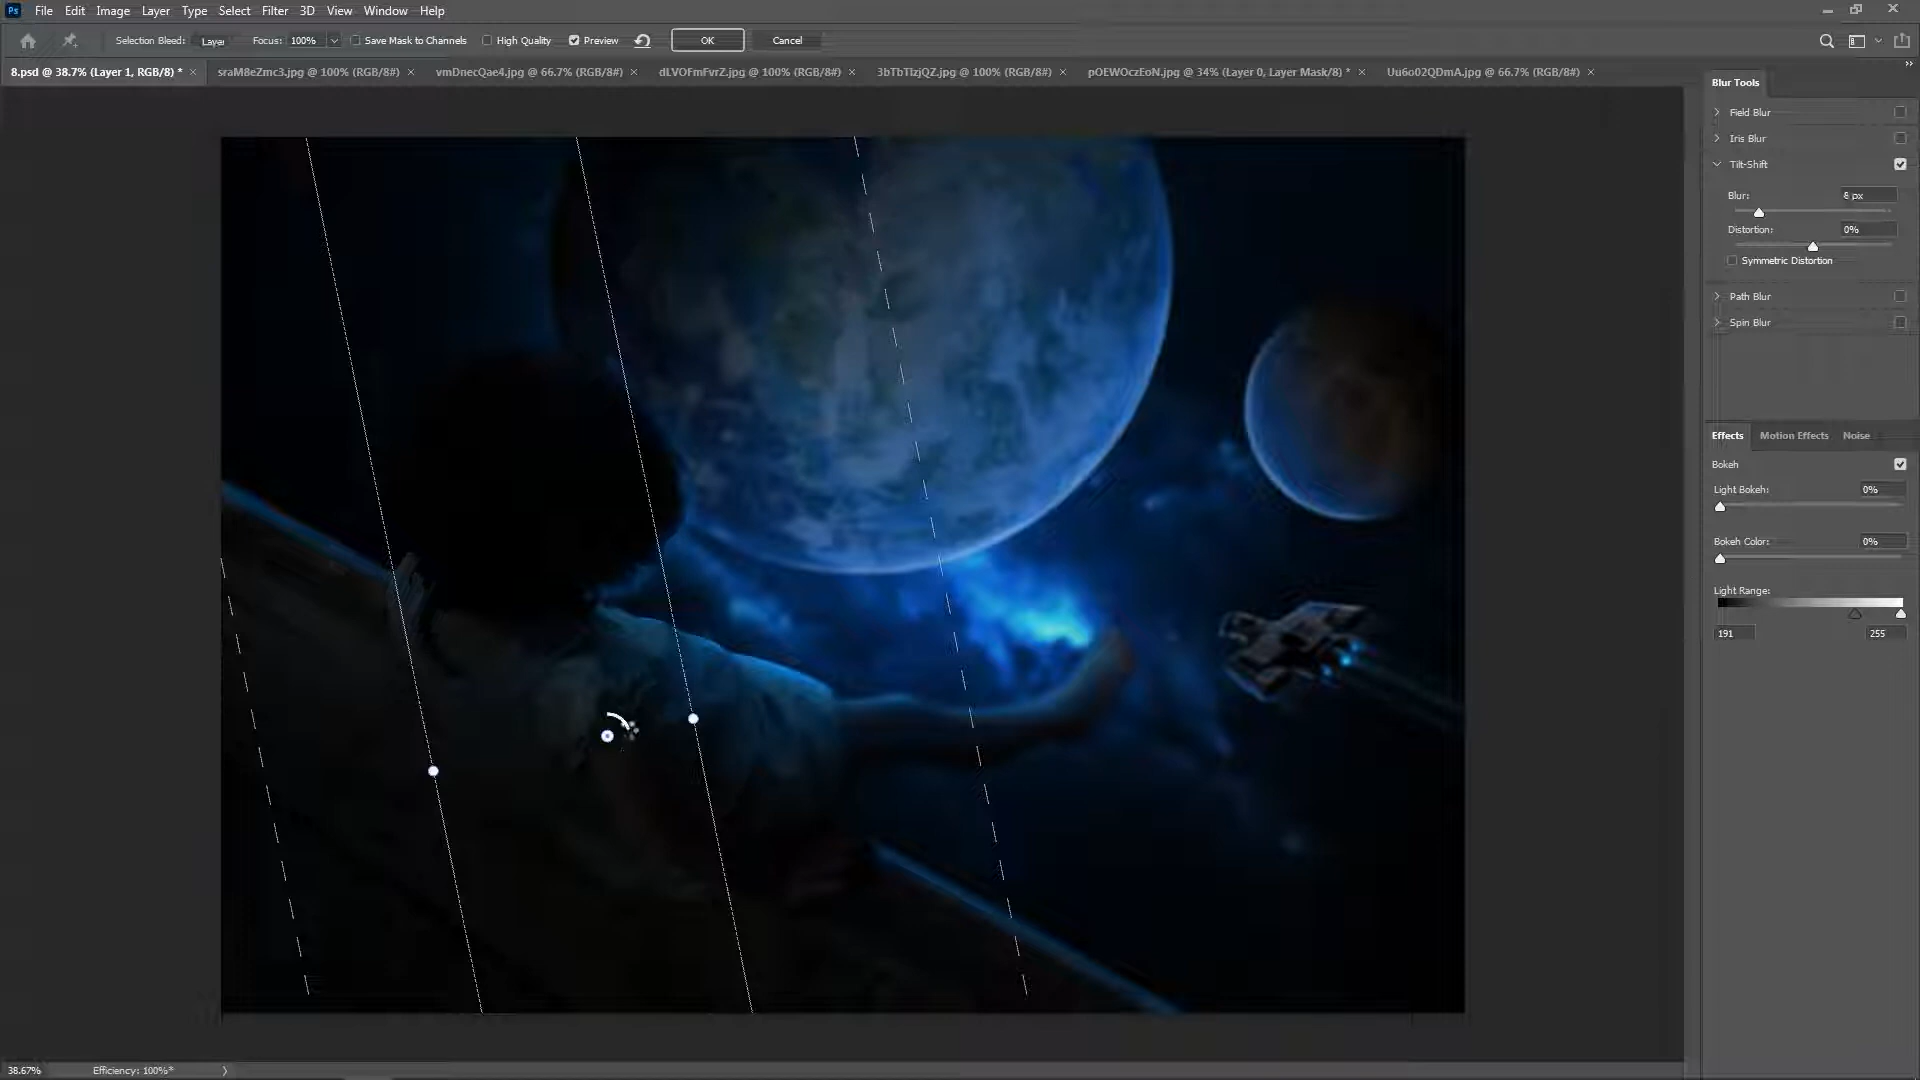 Ps File Edit Image Layer Type Select Filter 3D View Window Help
Selection Bleed: Layer Focus: 100% Save Mask to Channels High Quality Preview OK Cancel
8.psd @ 38.7% (Layer 1, RGB/8) * × sraM8eZmc3.jpg @ 100% (RGB/8#) × vmDnecQae4.jpg @ 66.7% (RGB/8#) × dLVOFmFvrZ.jpg @ 100% (RGB/8#) × 3bTbTIzjQZ.jpg @ 100% (RGB/8#) × pOEWOczEoN.jpg @ 34% (Layer 0, Layer Mask/8) * × Uu6o02QDmA.jpg @ 66.7% (RGB/8#) ×
Blur Tools
Field Blur
Iris Blur
Tilt-Shift
Blur: 8 px
Distortion: 0%
Symmetric Distortion
Path Blur
Spin Blur
Effects Motion Effects Noise
Bokeh
Light Bokeh: 0%
Bokeh Color: 0%
Light Range:
191 255
38.67% Efficiency: 100%*